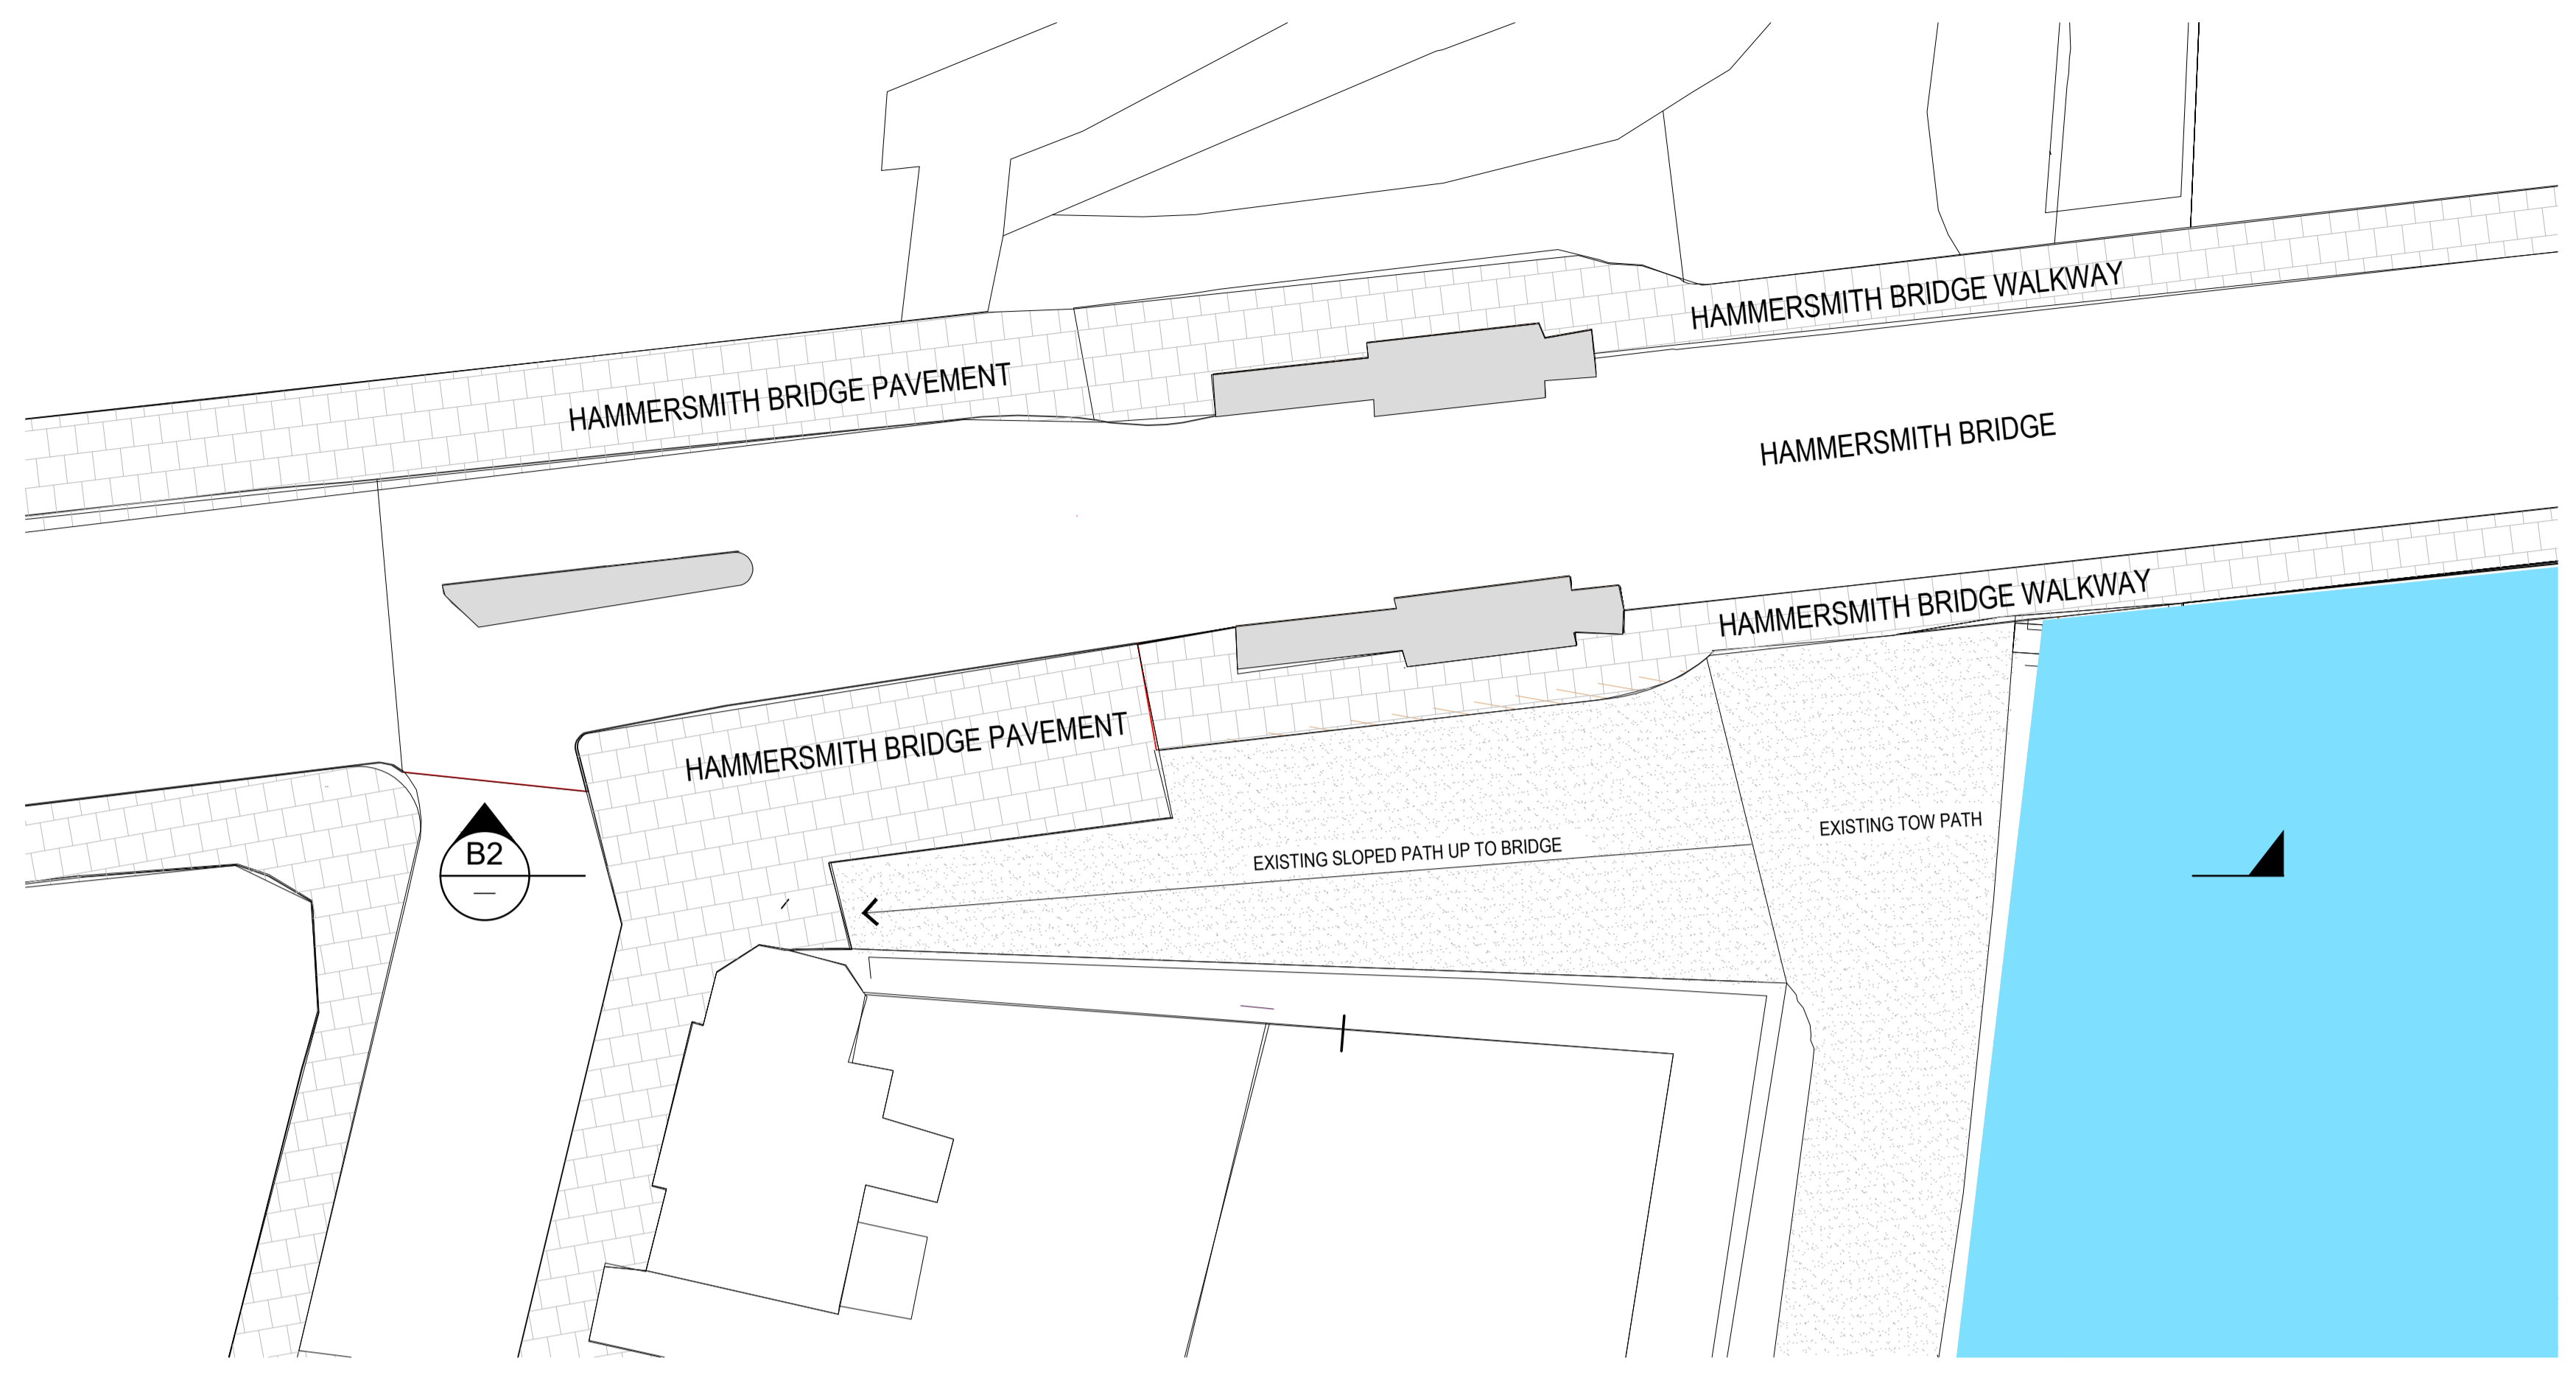 HAMMERSMITH BRIDGE WALKWAY
HAMMERSMITH BRIDGE PAVEMENT
HAMMERSMITH BRIDGE
HAMMERSMITH BRIDGE WALKWAY
HAMMERSMITH BRIDGE PAVEMENT
EXISTING TOW PATH
EXISTING SLOPED PATH UP TO BRIDGE
B2
—